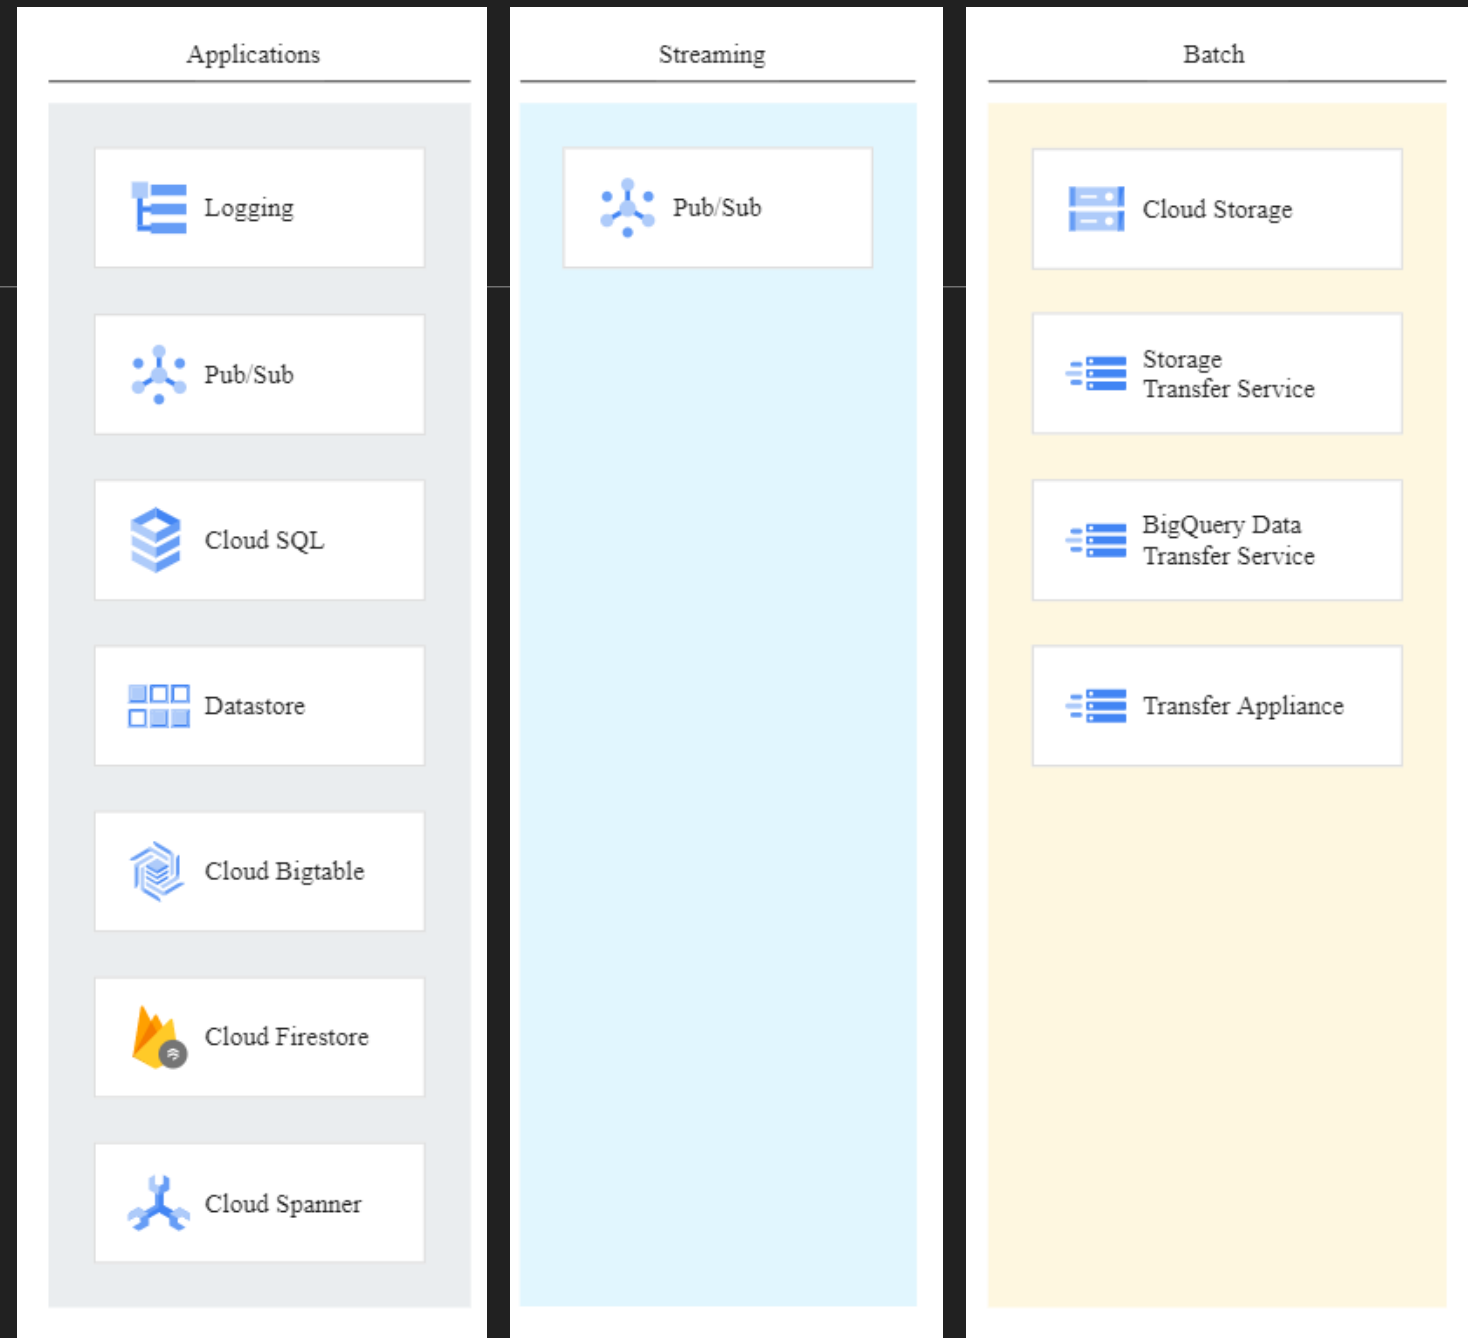 Applications
Logging
Pub/Sub
Cloud SQL
Datastore
Cloud Bigtable
Cloud Firestore
Cloud Spanner
Streaming
Pub/Sub
Batch
Cloud Storage
Storage
Transfer Service
BigQuery Data
Transfer Service
Transfer Appliance